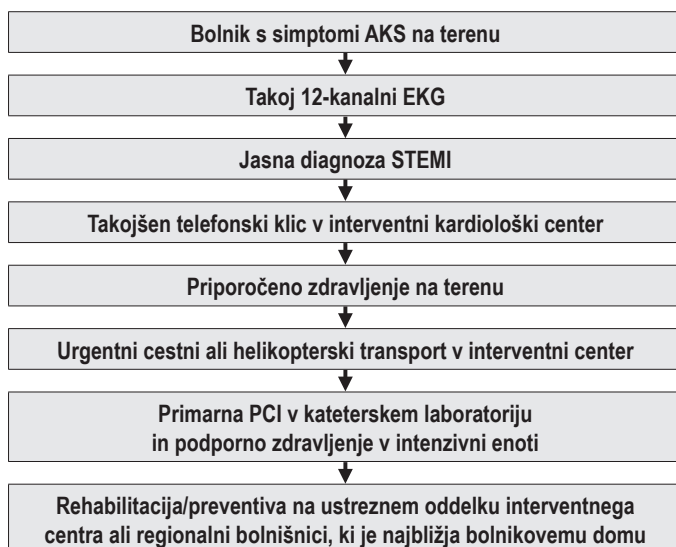 Bolnik s simptomi AKS na terenu
Takoj 12-kanalni EKG
Jasna diagnoza STEMI
Takojšen telefonski klic v interventni kardiološki center
Priporočeno zdravljenje na terenu
Urgentni cestni ali helikopterski transport v interventni center
Primarna PCI v kateterskem laboratoriju
in podporno zdravljenje v intenzivni enoti
Rehabilitacija/preventiva na ustreznem oddelku interventnega
centra ali regionalni bolnišnici, ki je najbližja bolnikovemu domu